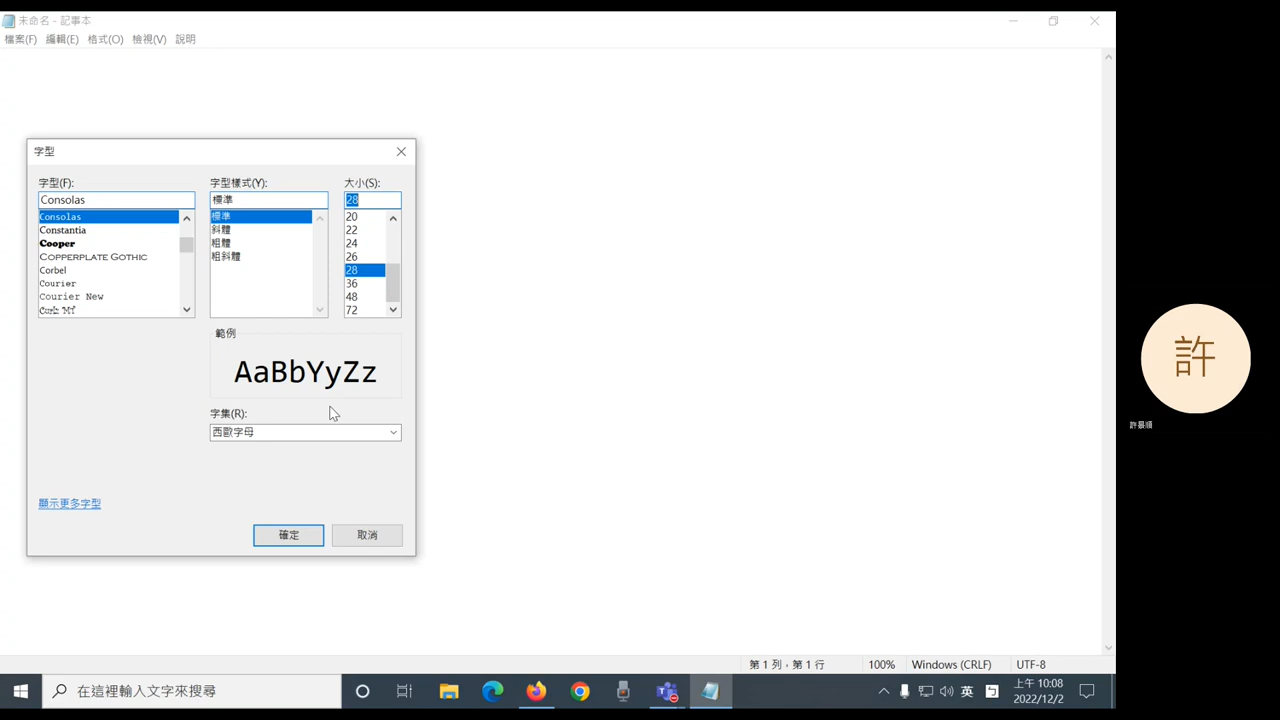 未命名 - 記事本
檔案(F) 編輯(E) 格式(O) 檢視(V) 說明
字型
字型(F):
Consolas
Consolas
Constantia
Cooper
COPPERPLATE GOTHIC
Corbel
Courier
Courier New
Curlz MT
字型樣式(Y):
標準
標準
斜體
粗體
粗斜體
大小(S):
28
20
22
24
26
28
36
48
72
範例
AaBbYyZz
字集(R):
西歐字母
顯示更多字型
確定 取消
許
許景順
第 1 列，第 1 行 100% Windows (CRLF) UTF-8
在這裡輸入文字來搜尋
英
ㄅ
上午 10:08
2022/12/2